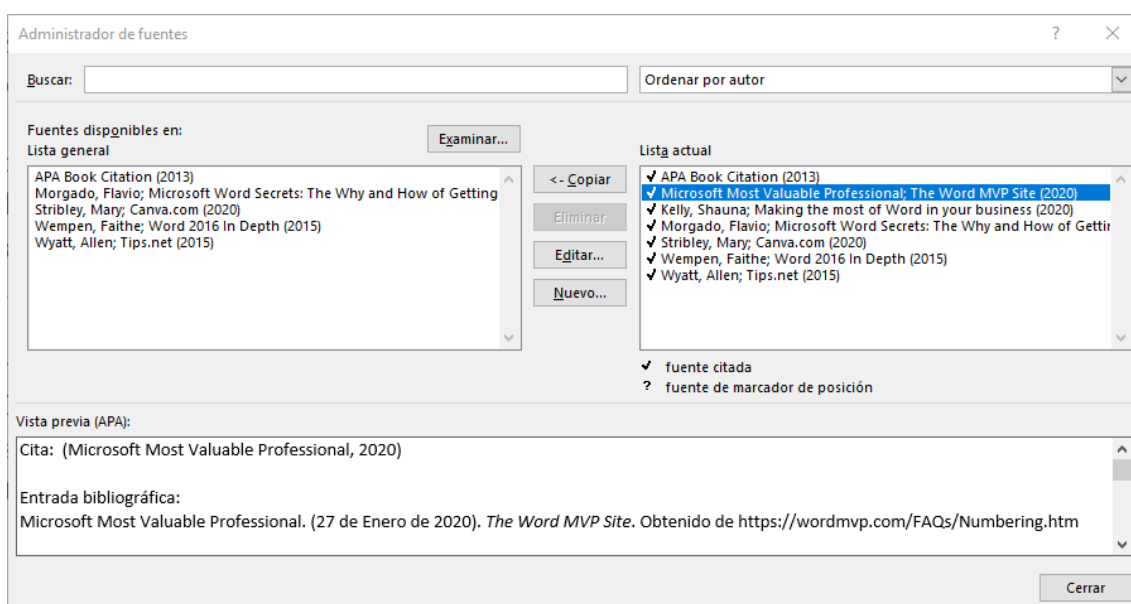 Administrador de fuentes
Buscar:
Ordenar por autor
Fuentes disponibles en:
Lista general
Examinar...
APA Book Citation (2013)
Morgado, Flavio; Microsoft Word Secrets: The Why and How of Getting
Stribley, Mary; Canva.com (2020)
Wempen, Faithe; Word 2016 In Depth (2015)
Wyatt, Allen; Tips.net (2015)
<- Copiar
Eliminar
Editar...
Nuevo...
Lista actual
✓ APA Book Citation (2013)
✓ Microsoft Most Valuable Professional; The Word MVP Site (2020)
✓ Kelly, Shauna; Making the most of Word in your business (2020)
✓ Morgado, Flavio; Microsoft Word Secrets: The Why and How of Gettin
✓ Stribley, Mary; Canva.com (2020)
✓ Wempen, Faithe; Word 2016 In Depth (2015)
✓ Wyatt, Allen; Tips.net (2015)
✓ fuente citada
? fuente de marcador de posición
Vista previa (APA):
Cita: (Microsoft Most Valuable Professional, 2020)
Entrada bibliográfica:
Microsoft Most Valuable Professional. (27 de Enero de 2020). The Word MVP Site. Obtenido de https://wordmvp.com/FAQs/Numbering.htm
Cerrar